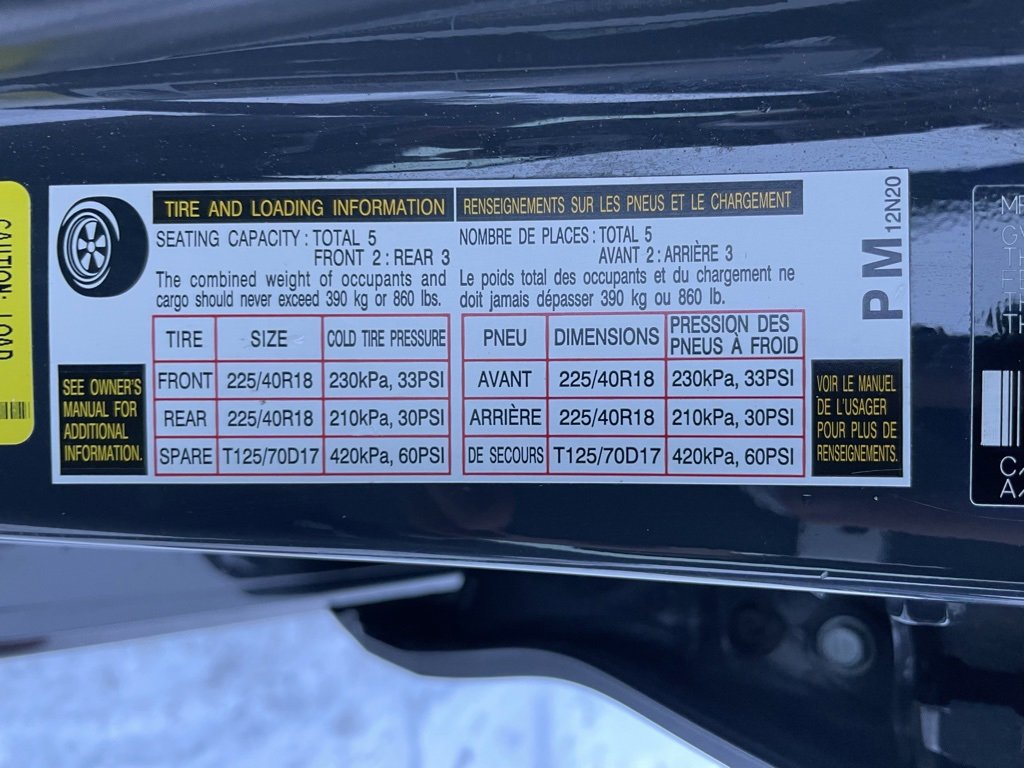 TIRE AND LOADING INFORMATION
SEATING CAPACITY : TOTAL 5
FRONT 2 : REAR 3
The combined weight of occupants and
cargo should never exceed 390 kg or 860 lbs.
RENSEIGNEMENTS SUR LES PNEUS ET LE CHARGEMENT
NOMBRE DE PLACES : TOTAL 5
AVANT 2 : ARRIÈRE 3
Le poids total des occupants et du chargement ne
doit jamais dépasser 390 kg ou 860 lb.
TIRE SIZE COLD TIRE PRESSURE
FRONT 225/40R18 230kPa, 33PSI
REAR 225/40R18 210kPa, 30PSI
SPARE T125/70D17 420kPa, 60PSI
PNEU DIMENSIONS PRESSION DES
PNEUS À FROID
AVANT 225/40R18 230kPa, 33PSI
ARRIÈRE 225/40R18 210kPa, 30PSI
DE SECOURS T125/70D17 420kPa, 60PSI
SEE OWNER'S
MANUAL FOR
ADDITIONAL
INFORMATION.
VOIR LE MANUEL
DE L'USAGER
POUR PLUS DE
RENSEIGNEMENTS.
PM
12N20
CAUTION: LOAD